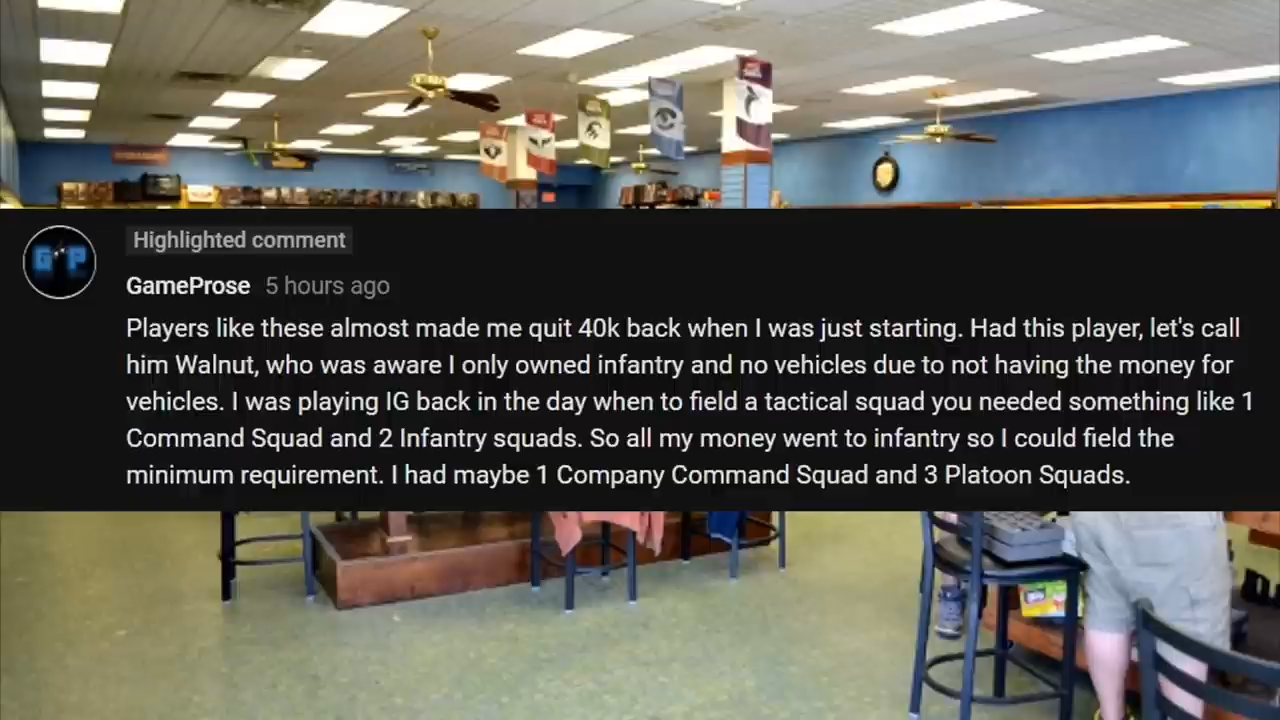 Highlighted comment
GP
GameProse 5 hours ago
Players like these almost made me quit 40k back when I was just starting. Had this player, let's call
him Walnut, who was aware I only owned infantry and no vehicles due to not having the money for
vehicles. I was playing IG back in the day when to field a tactical squad you needed something like 1
Command Squad and 2 Infantry squads. So all my money went to infantry so I could field the
minimum requirement. I had maybe 1 Company Command Squad and 3 Platoon Squads.